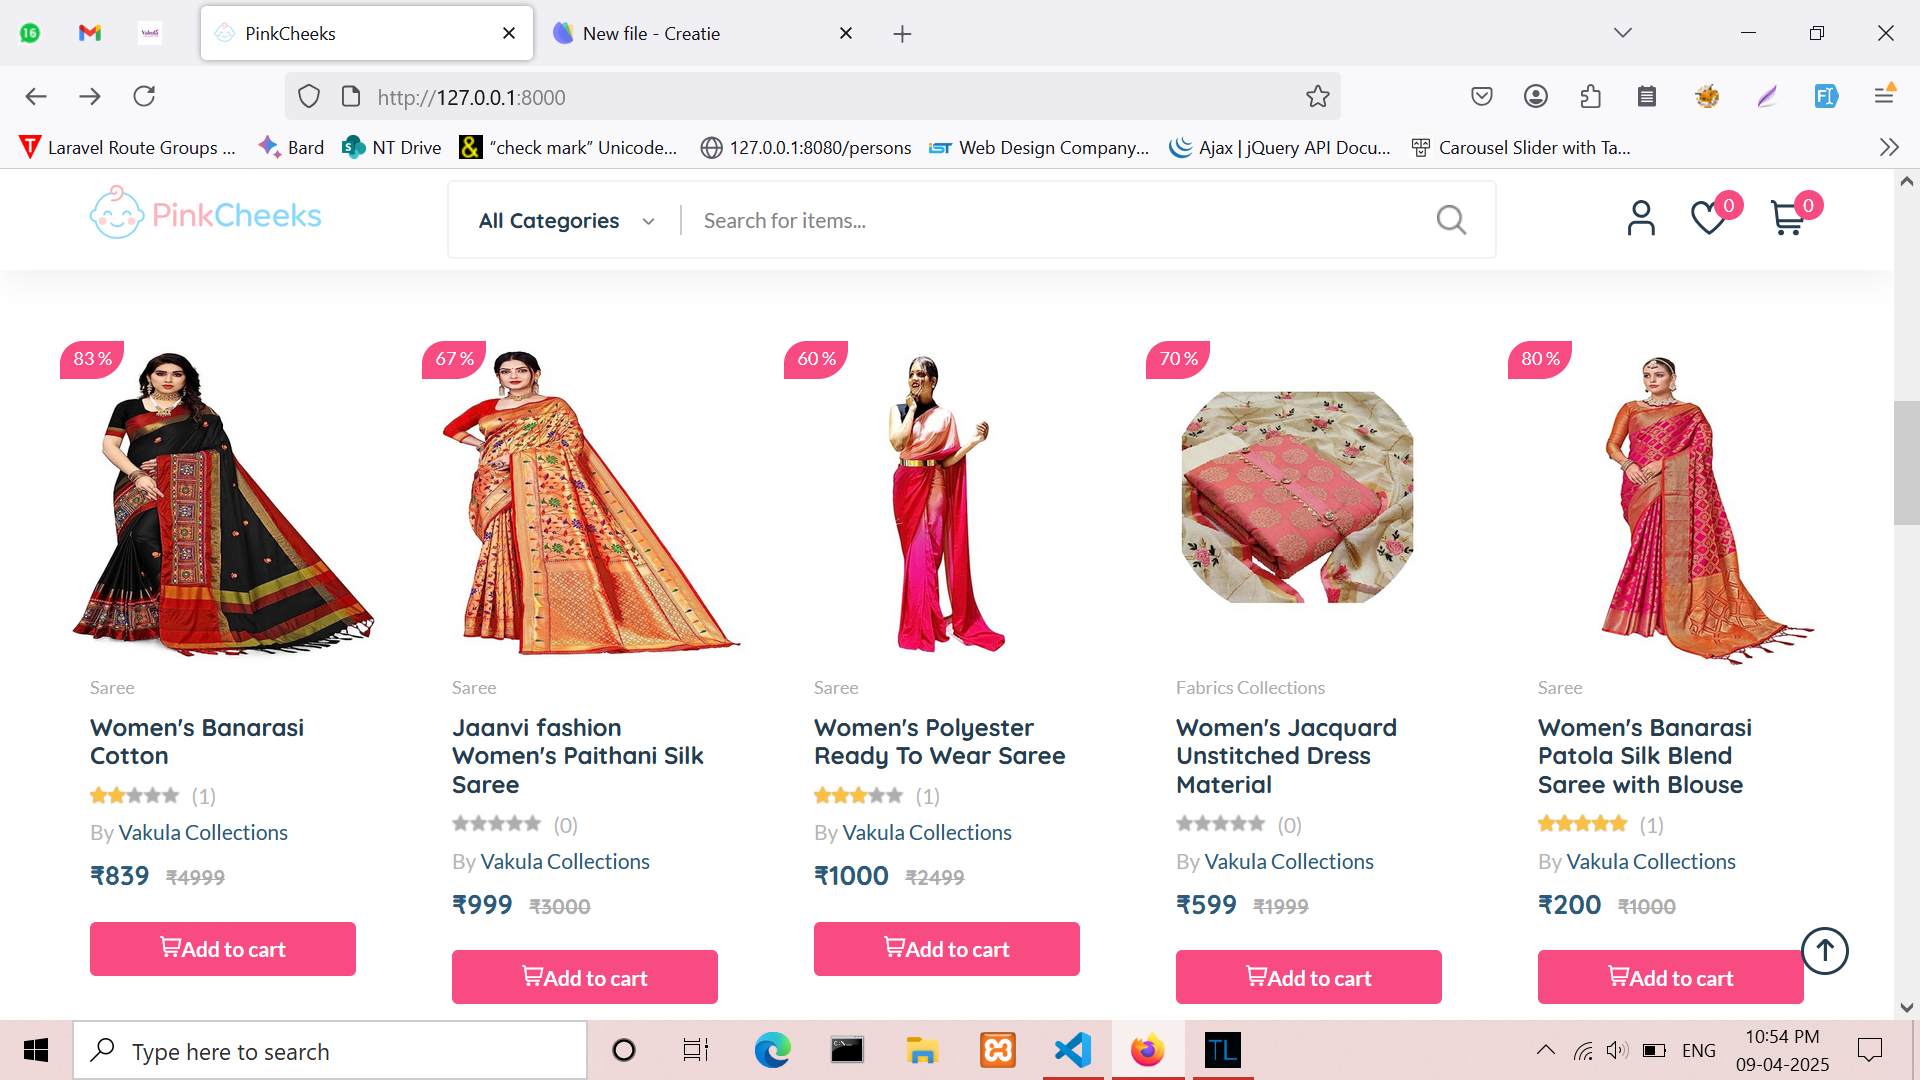 16
PinkCheeks
New file - Creatie
http://127.0.0.1:8000
Laravel Route Groups ...
Bard
NT Drive
“check mark” Unicode...
127.0.0.1:8080/persons
Web Design Company...
Ajax | jQuery API Docu...
Carousel Slider with Ta...
PinkCheeks
All Categories
Search for items...
0
0
83 %
67 %
60 %
70 %
80 %
Saree
Women's Banarasi
Cotton
(1)
By Vakula Collections
₹839 ₹4999
Add to cart
Saree
Jaanvi fashion
Women's Paithani Silk
Saree
(0)
By Vakula Collections
₹999 ₹3000
Add to cart
Saree
Women's Polyester
Ready To Wear Saree
(1)
By Vakula Collections
₹1000 ₹2499
Add to cart
Fabrics Collections
Women's Jacquard
Unstitched Dress
Material
(0)
By Vakula Collections
₹599 ₹1999
Add to cart
Saree
Women's Banarasi
Patola Silk Blend
Saree with Blouse
(1)
By Vakula Collections
₹200 ₹1000
Add to cart
Type here to search
TL
ENG
10:54 PM
09-04-2025